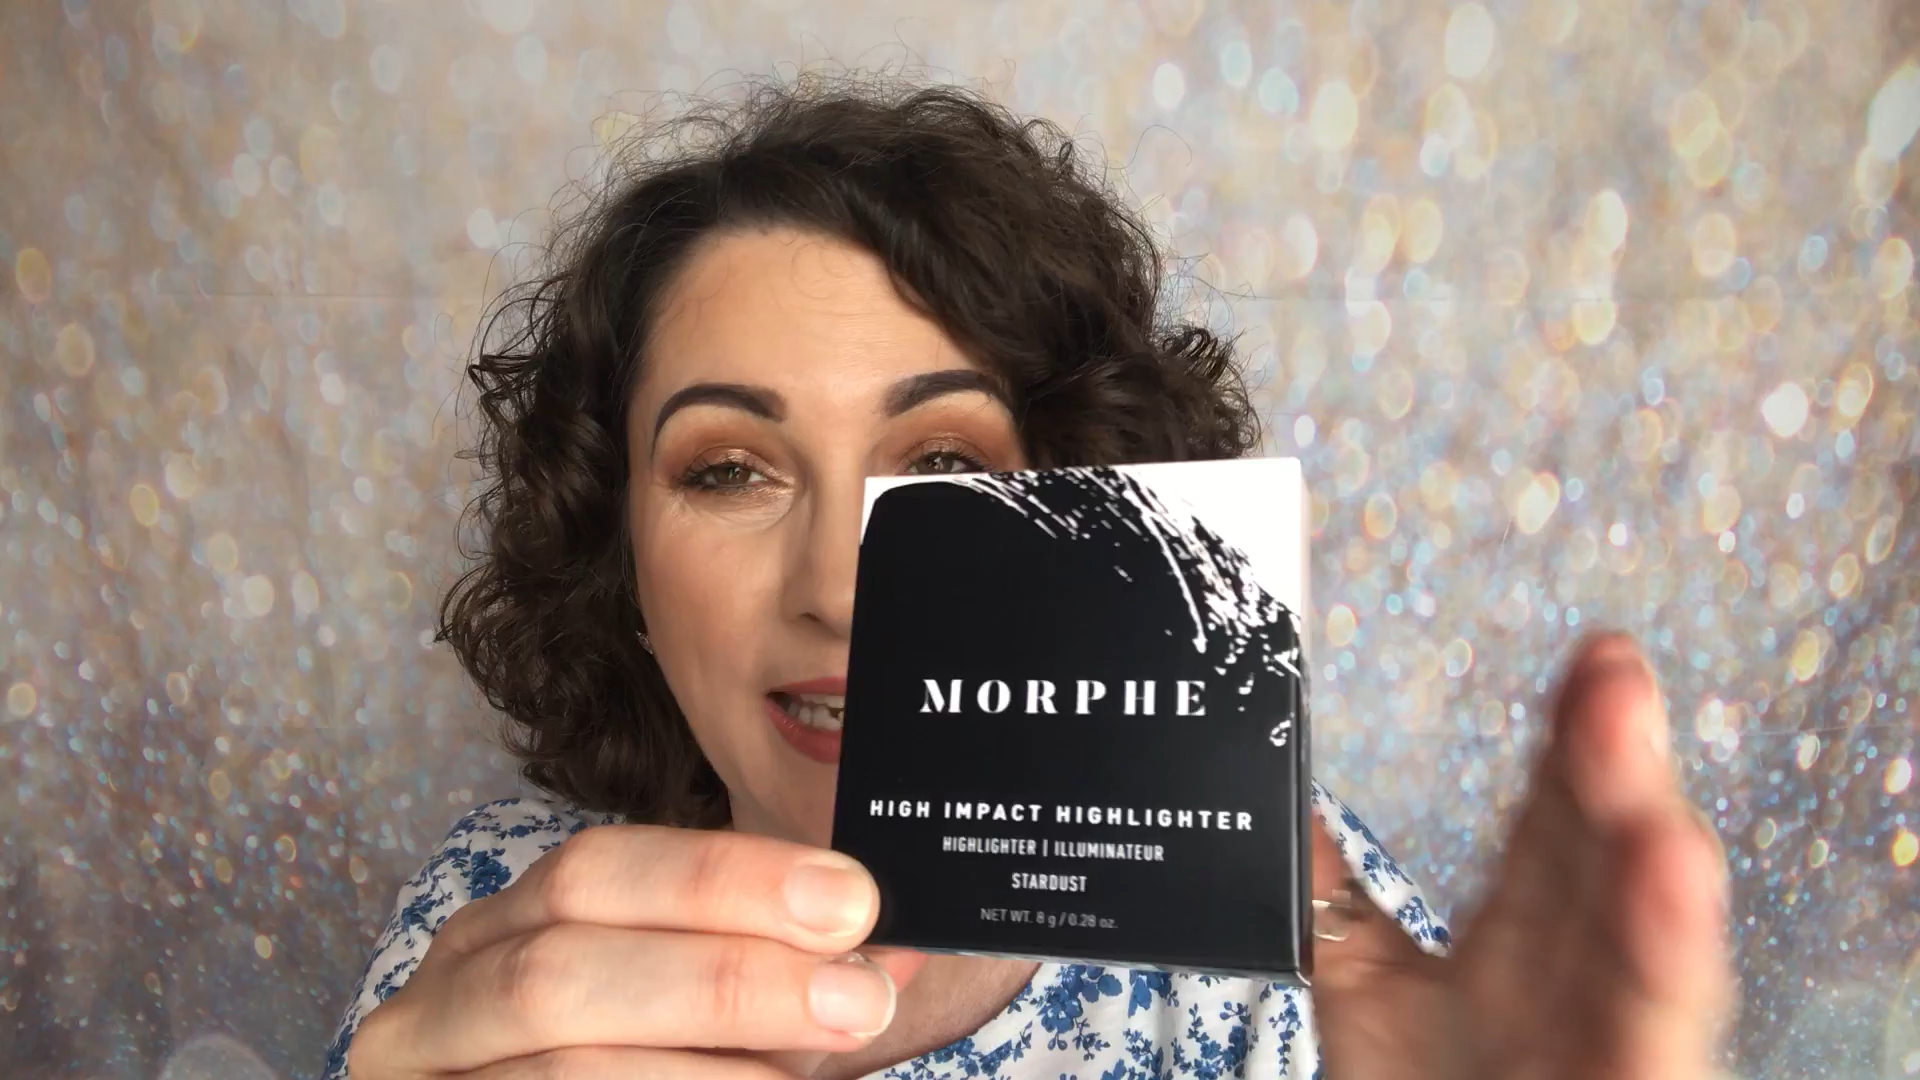 MORPHE
HIGH IMPACT HIGHLIGHTER
HIGHLIGHTER | ILLUMINATEUR
STARDUST
NET WT. 8 g / 0.28 oz.